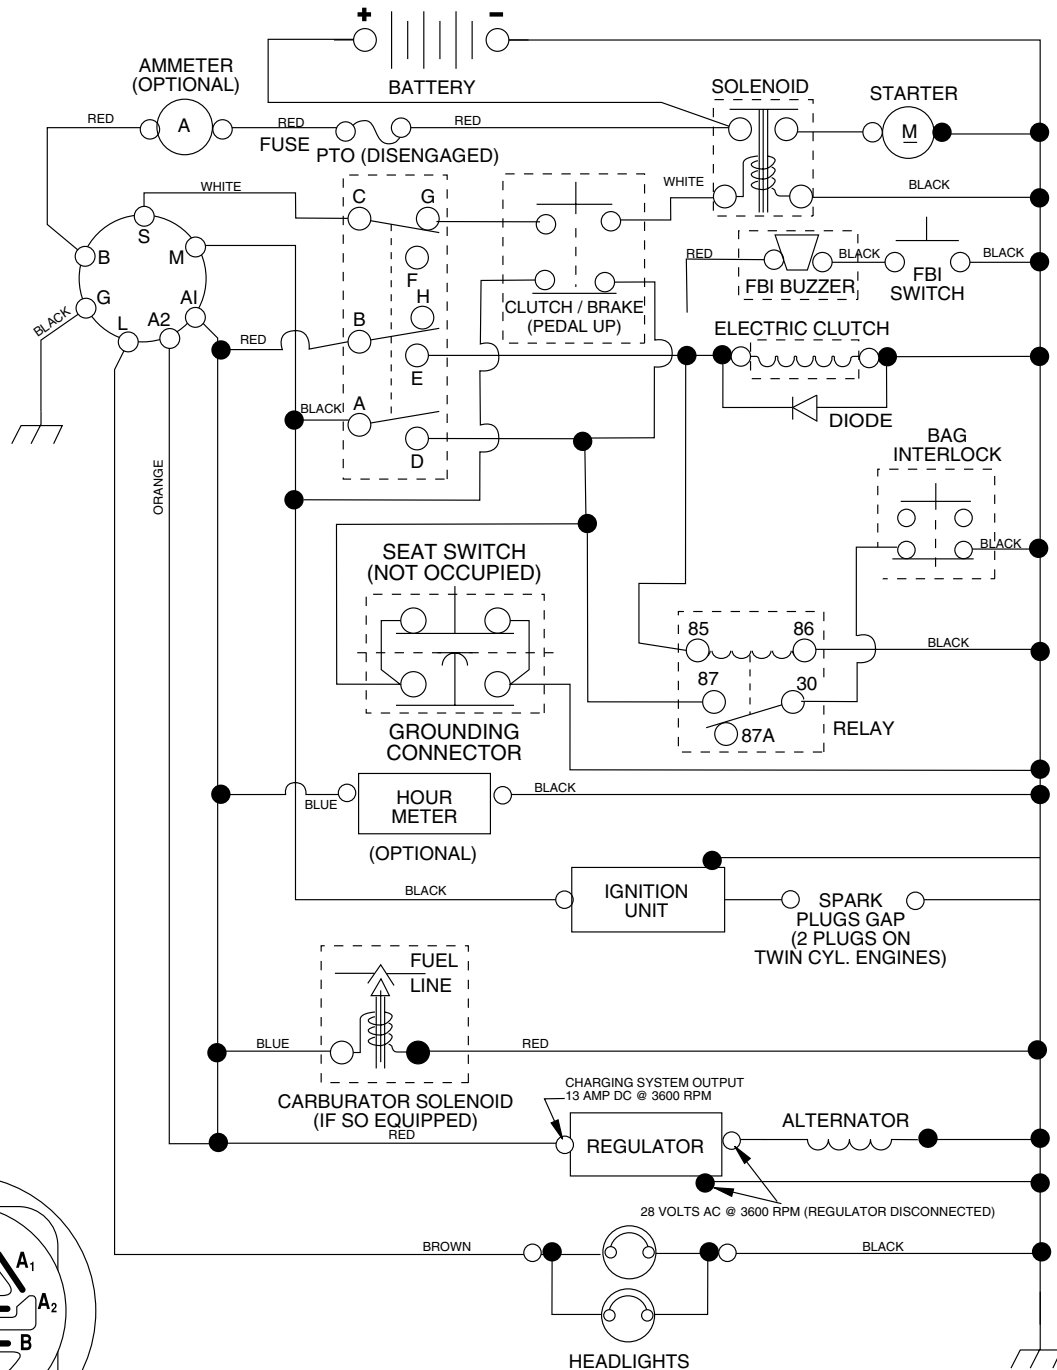 + -
BATTERY
AMMETER
(OPTIONAL)
RED
A
RED
FUSE
RED
PTO (DISENGAGED)
SOLENOID
STARTER
M
WHITE
WHITE
BLACK
S
B
M
G
A1
L
A2
BLACK
RED
C
G
F
H
B
E
A
D
BLACK
CLUTCH / BRAKE
(PEDAL UP)
RED
FBI BUZZER
BLACK
FBI
SWITCH
BLACK
ELECTRIC CLUTCH
DIODE
BAG
INTERLOCK
BLACK
ORANGE
SEAT SWITCH
(NOT OCCUPIED)
GROUNDING
CONNECTOR
85
86
87
30
87A
RELAY
BLACK
BLUE
HOUR
METER
(OPTIONAL)
BLACK
BLACK
IGNITION
UNIT
SPARK
PLUGS GAP
(2 PLUGS ON
TWIN CYL. ENGINES)
FUEL
LINE
BLUE
RED
CARBURATOR SOLENOID
(IF SO EQUIPPED)
RED
CHARGING SYSTEM OUTPUT
13 AMP DC @ 3600 RPM
REGULATOR
ALTERNATOR
28 VOLTS AC @ 3600 RPM (REGULATOR DISCONNECTED)
BROWN
BLACK
HEADLIGHTS
A1
A2
B